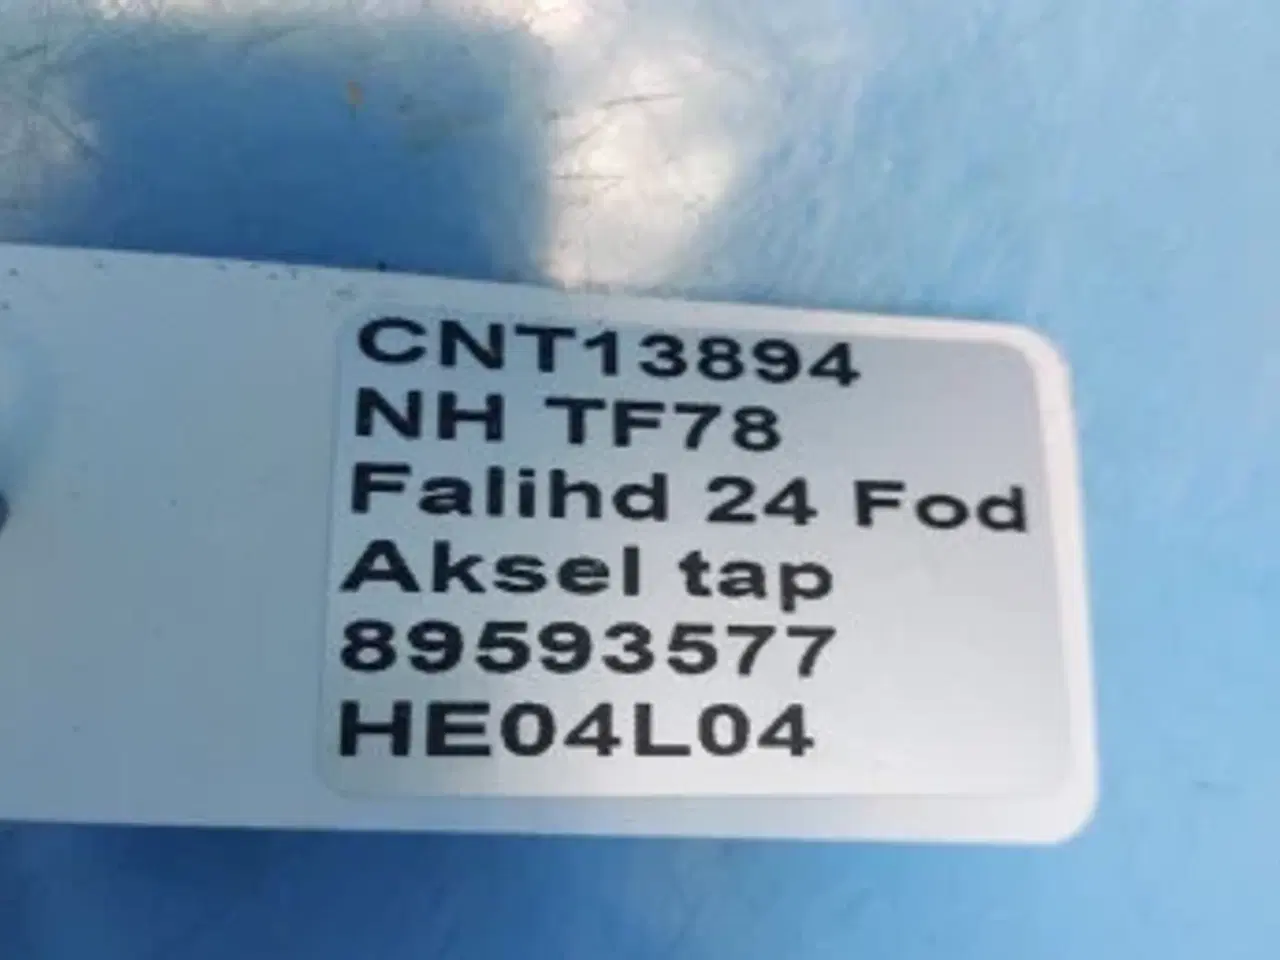 CNT13894
NH TF78
Falihd 24 Fod
Aksel tap
89593577
HE04L04